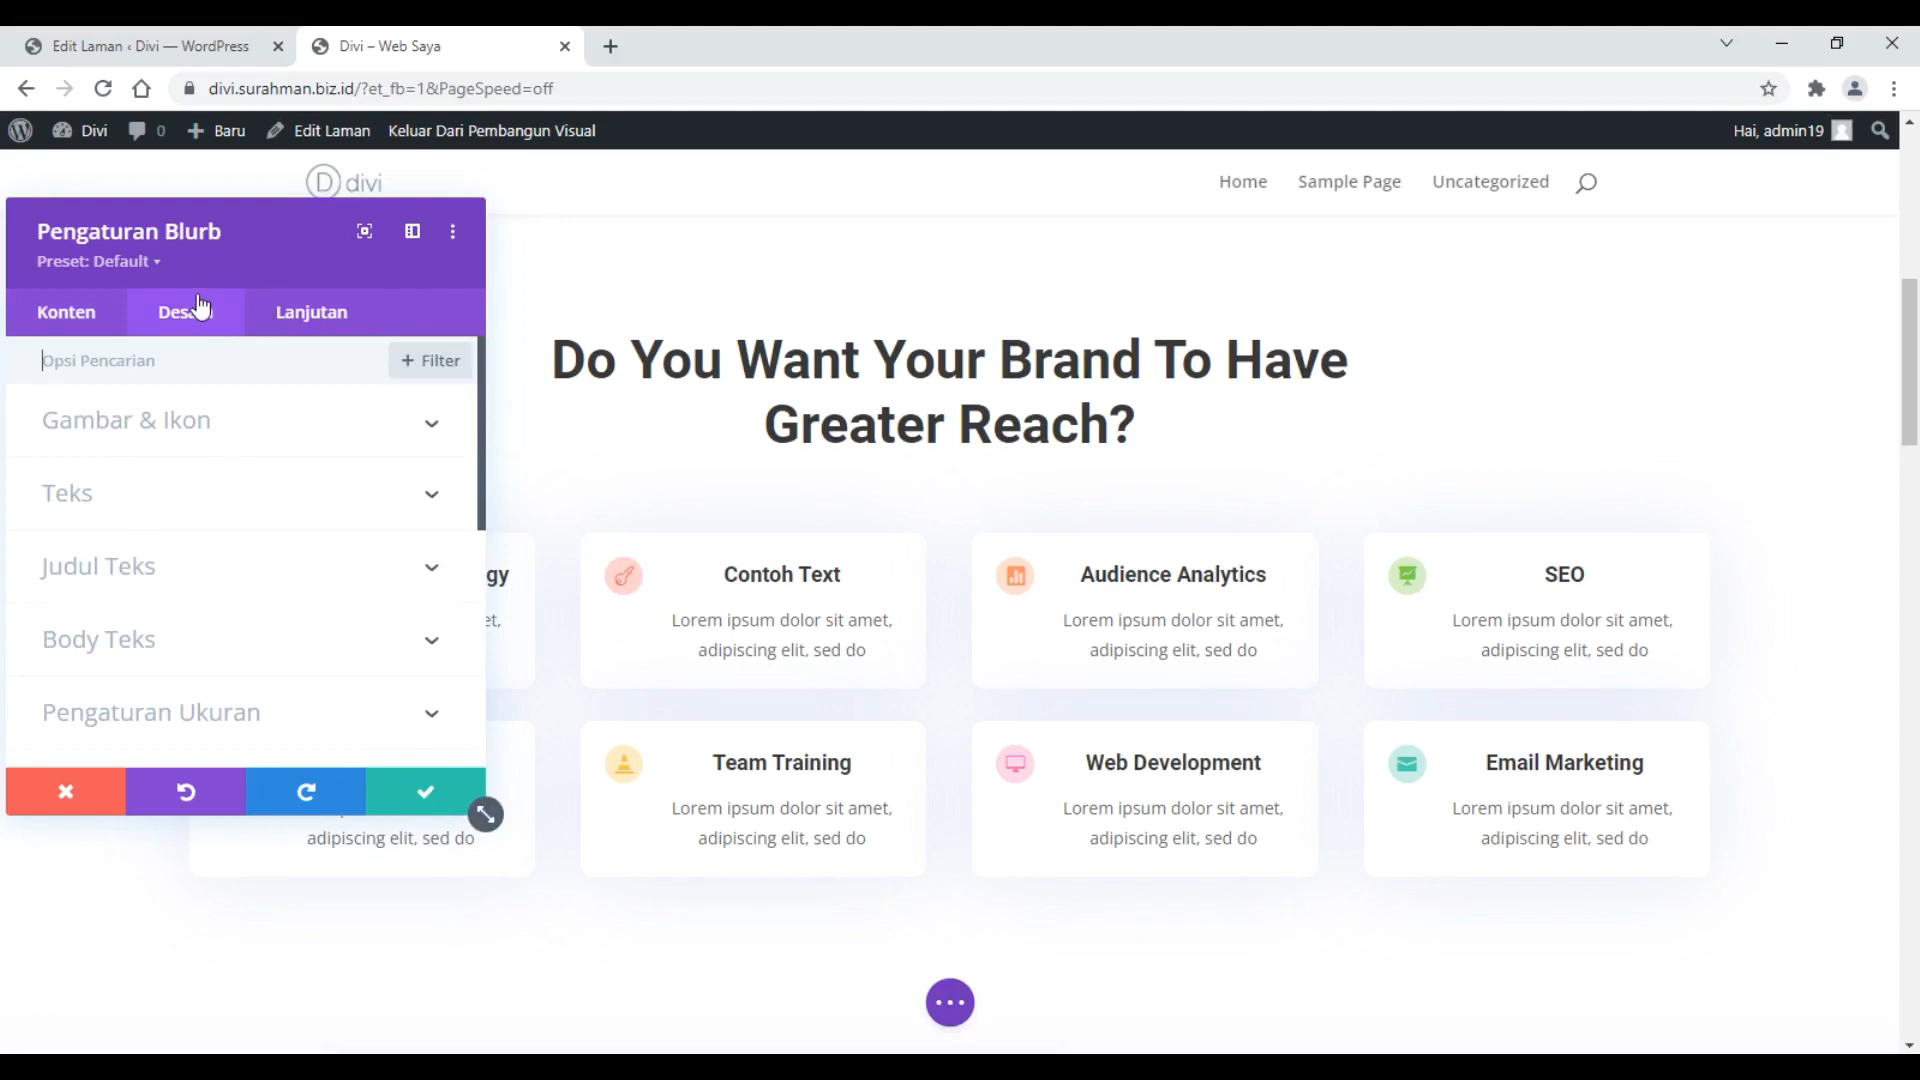 Edit Laman ‹ Divi — WordPress
Divi – Web Saya
divi.surahman.biz.id/?et_fb=1&PageSpeed=off
Divi
0
Baru
Edit Laman
Keluar Dari Pembangun Visual
Hai, admin19
D divi
Home
Sample Page
Uncategorized
Pengaturan Blurb
Preset: Default
Konten
Lanjutan
Opsi Pencarian
+ Filter
Gambar & Ikon
Teks
Judul Teks
Body Teks
Pengaturan Ukuran
Do You Want Your Brand To Have
Greater Reach?
gy
et,
Contoh Text
Lorem ipsum dolor sit amet,
adipiscing elit, sed do
Audience Analytics
Lorem ipsum dolor sit amet,
adipiscing elit, sed do
SEO
Lorem ipsum dolor sit amet,
adipiscing elit, sed do
adipiscing elit, sed do
Team Training
Lorem ipsum dolor sit amet,
adipiscing elit, sed do
Web Development
Lorem ipsum dolor sit amet,
adipiscing elit, sed do
Email Marketing
Lorem ipsum dolor sit amet,
adipiscing elit, sed do